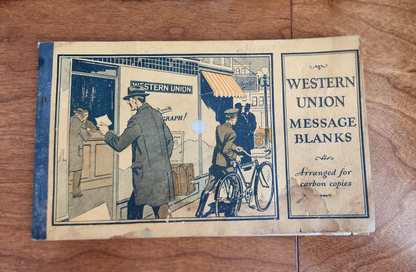 WESTERN UNION
GRAPH!
WESTERN
UNION
MESSAGE
BLANKS
Arranged for
carbon copies